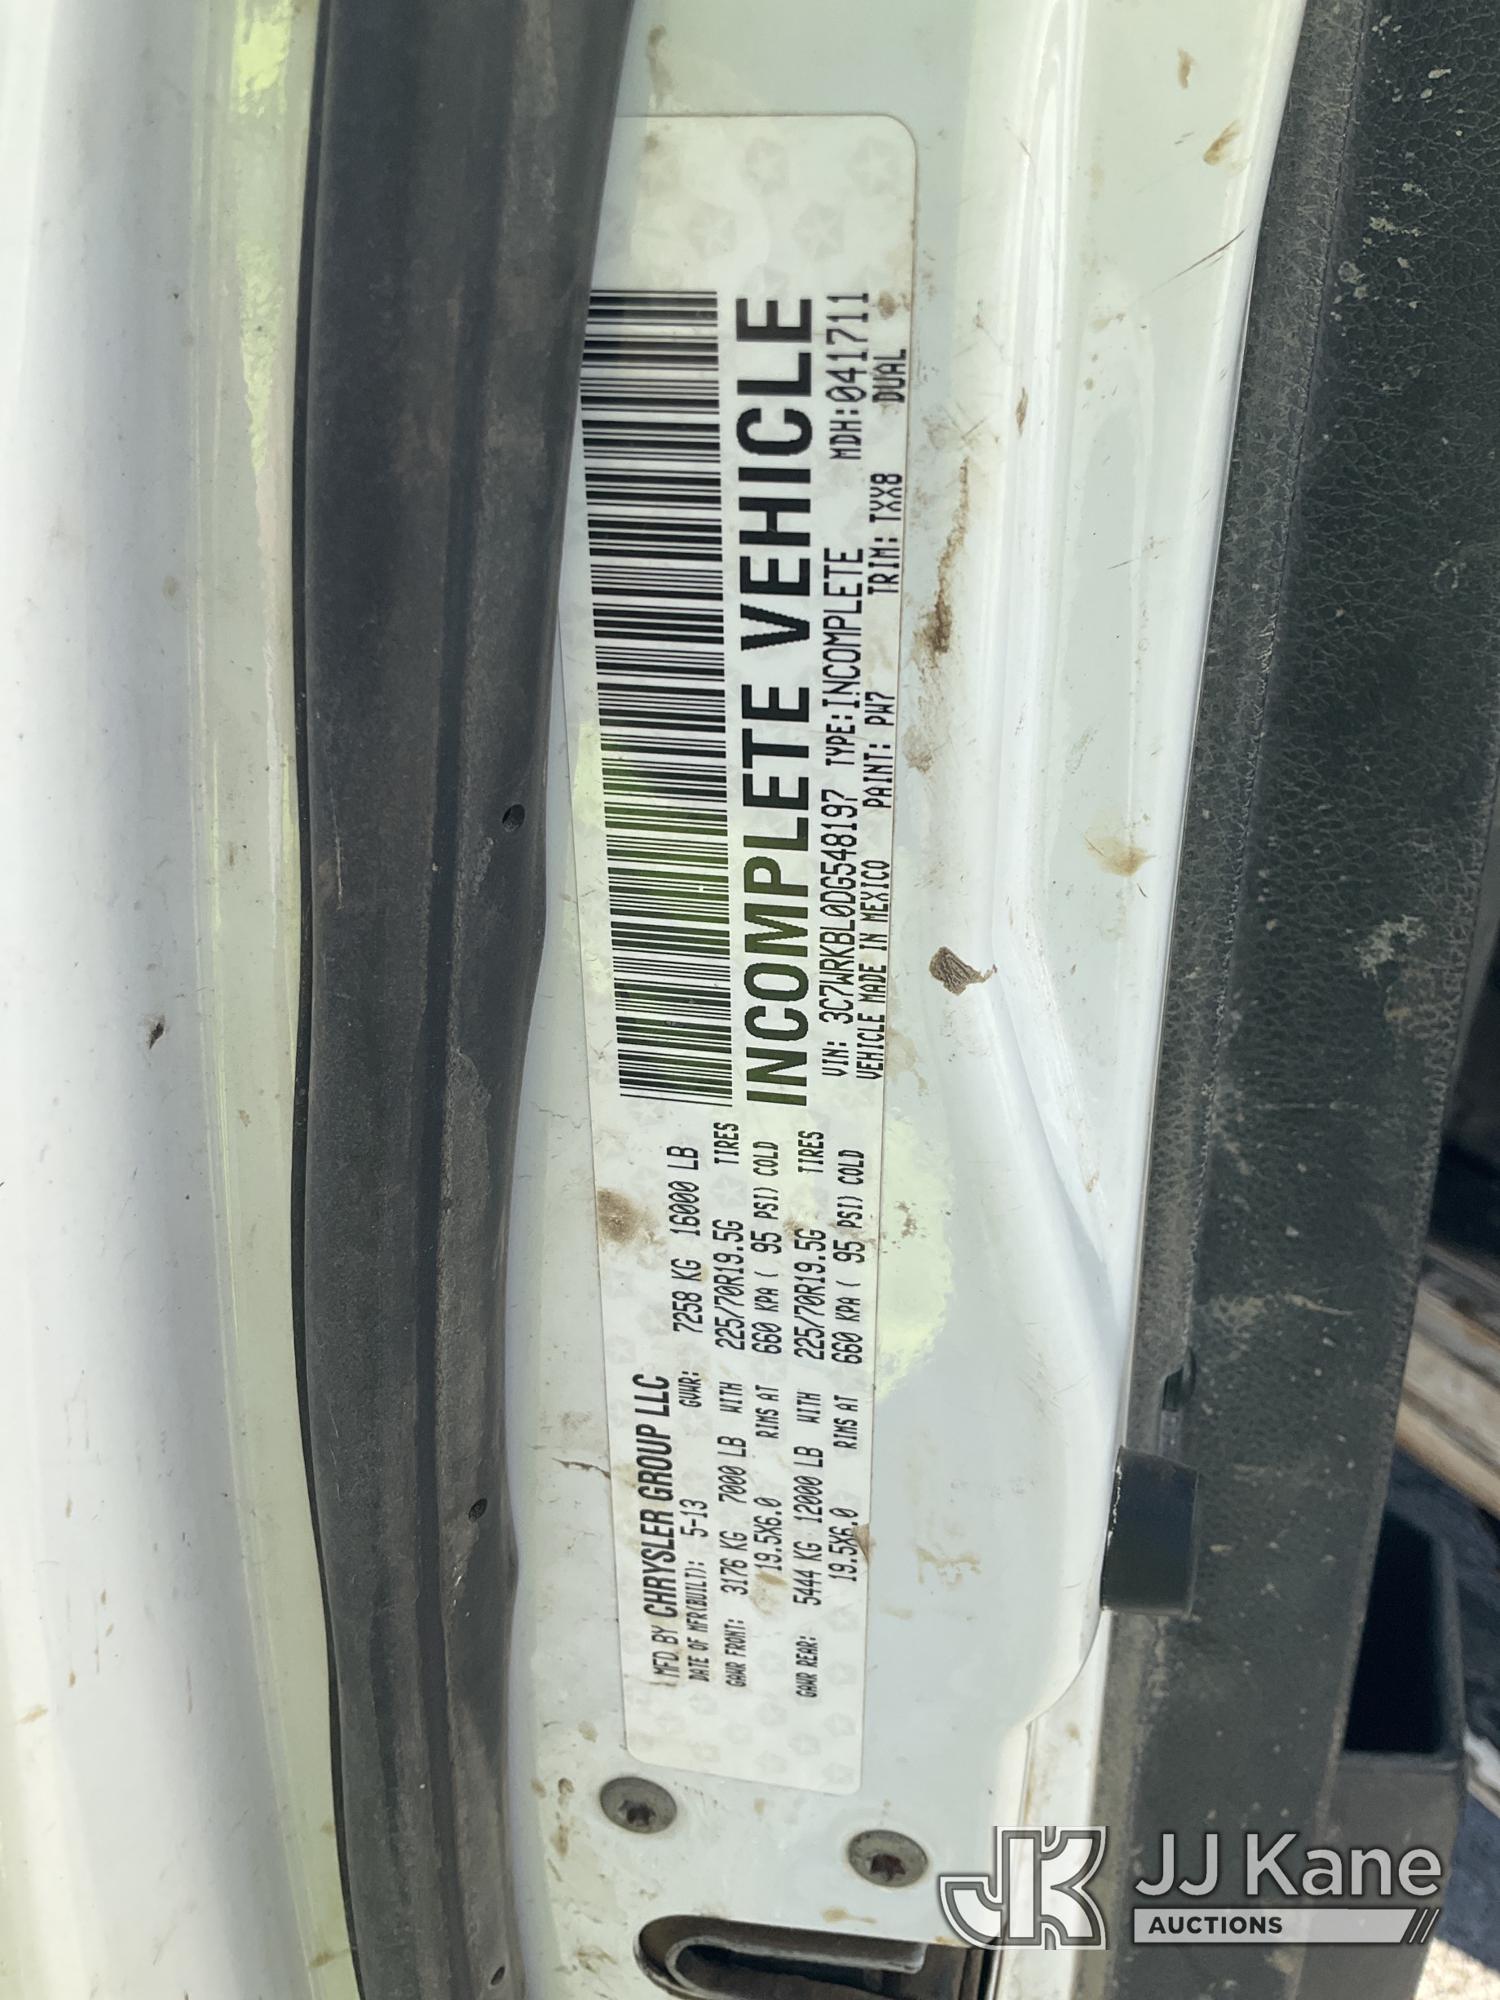 MFD BY CHRYSLER GROUP LLC
DATE OF MFR(BUILT): 5-13 GVWR: 7258 KG 16000 LB
GAWR FRONT: 3176 KG 7000 LB WITH 225/70R19.5G TIRES
19.5X6.0 RIMS AT 660 KPA ( 95 PSI) COLD
GAWR REAR: 5444 KG 12000 LB WITH 225/70R19.5G TIRES
19.5X6.0 RIMS AT 660 KPA ( 95 PSI) COLD
INCOMPLETE VEHICLE
VIN: 3C7WRKBL0DG548197 TYPE:INCOMPLETE MDH:041711
VEHICLE MADE IN MEXICO PAINT: PW7 TRIM: TXX8 DUAL
JK JJ Kane
AUCTIONS